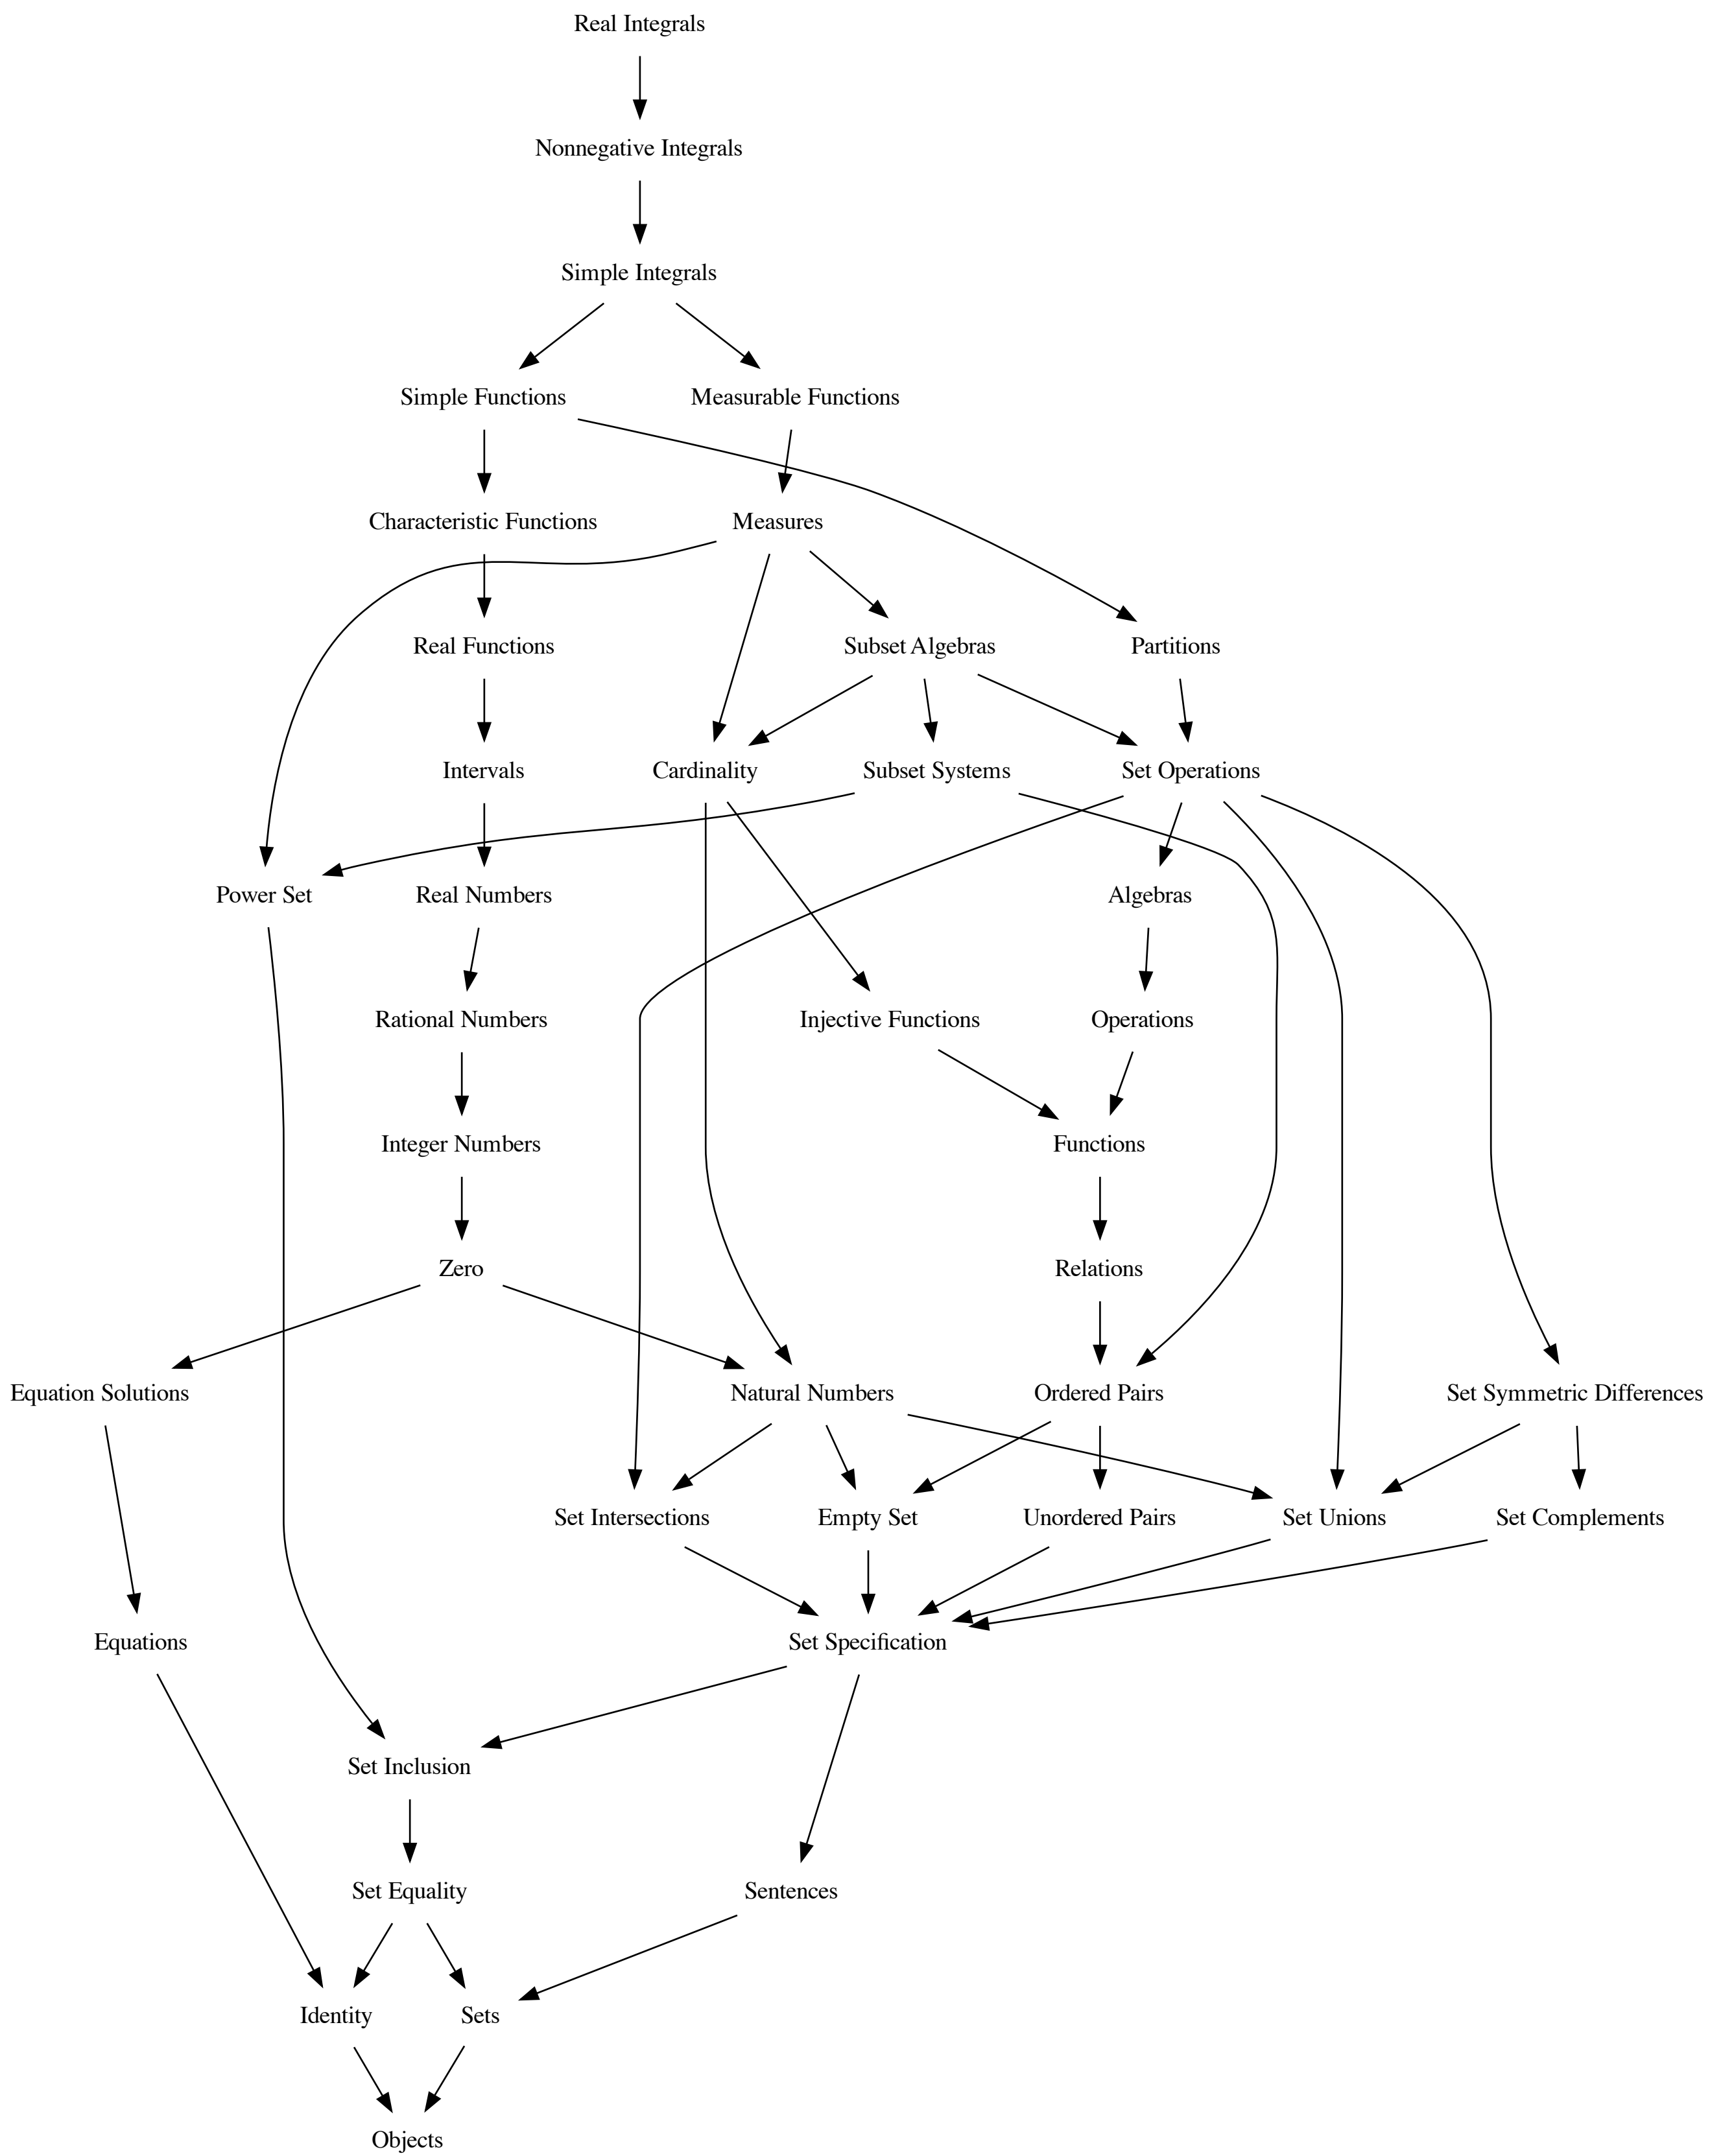 Real Integrals
Nonnegative Integrals
Simple Integrals
Simple Functions
Measurable Functions
Characteristic Functions
Measures
Real Functions
Subset Algebras
Partitions
Intervals
Cardinality
Subset Systems
Set Operations
Power Set
Real Numbers
Algebras
Rational Numbers
Injective Functions
Operations
Integer Numbers
Functions
Zero
Relations
Equation Solutions
Natural Numbers
Ordered Pairs
Set Symmetric Differences
Set Intersections
Empty Set
Unordered Pairs
Set Unions
Set Complements
Equations
Set Specification
Set Inclusion
Set Equality
Sentences
Identity
Sets
Objects